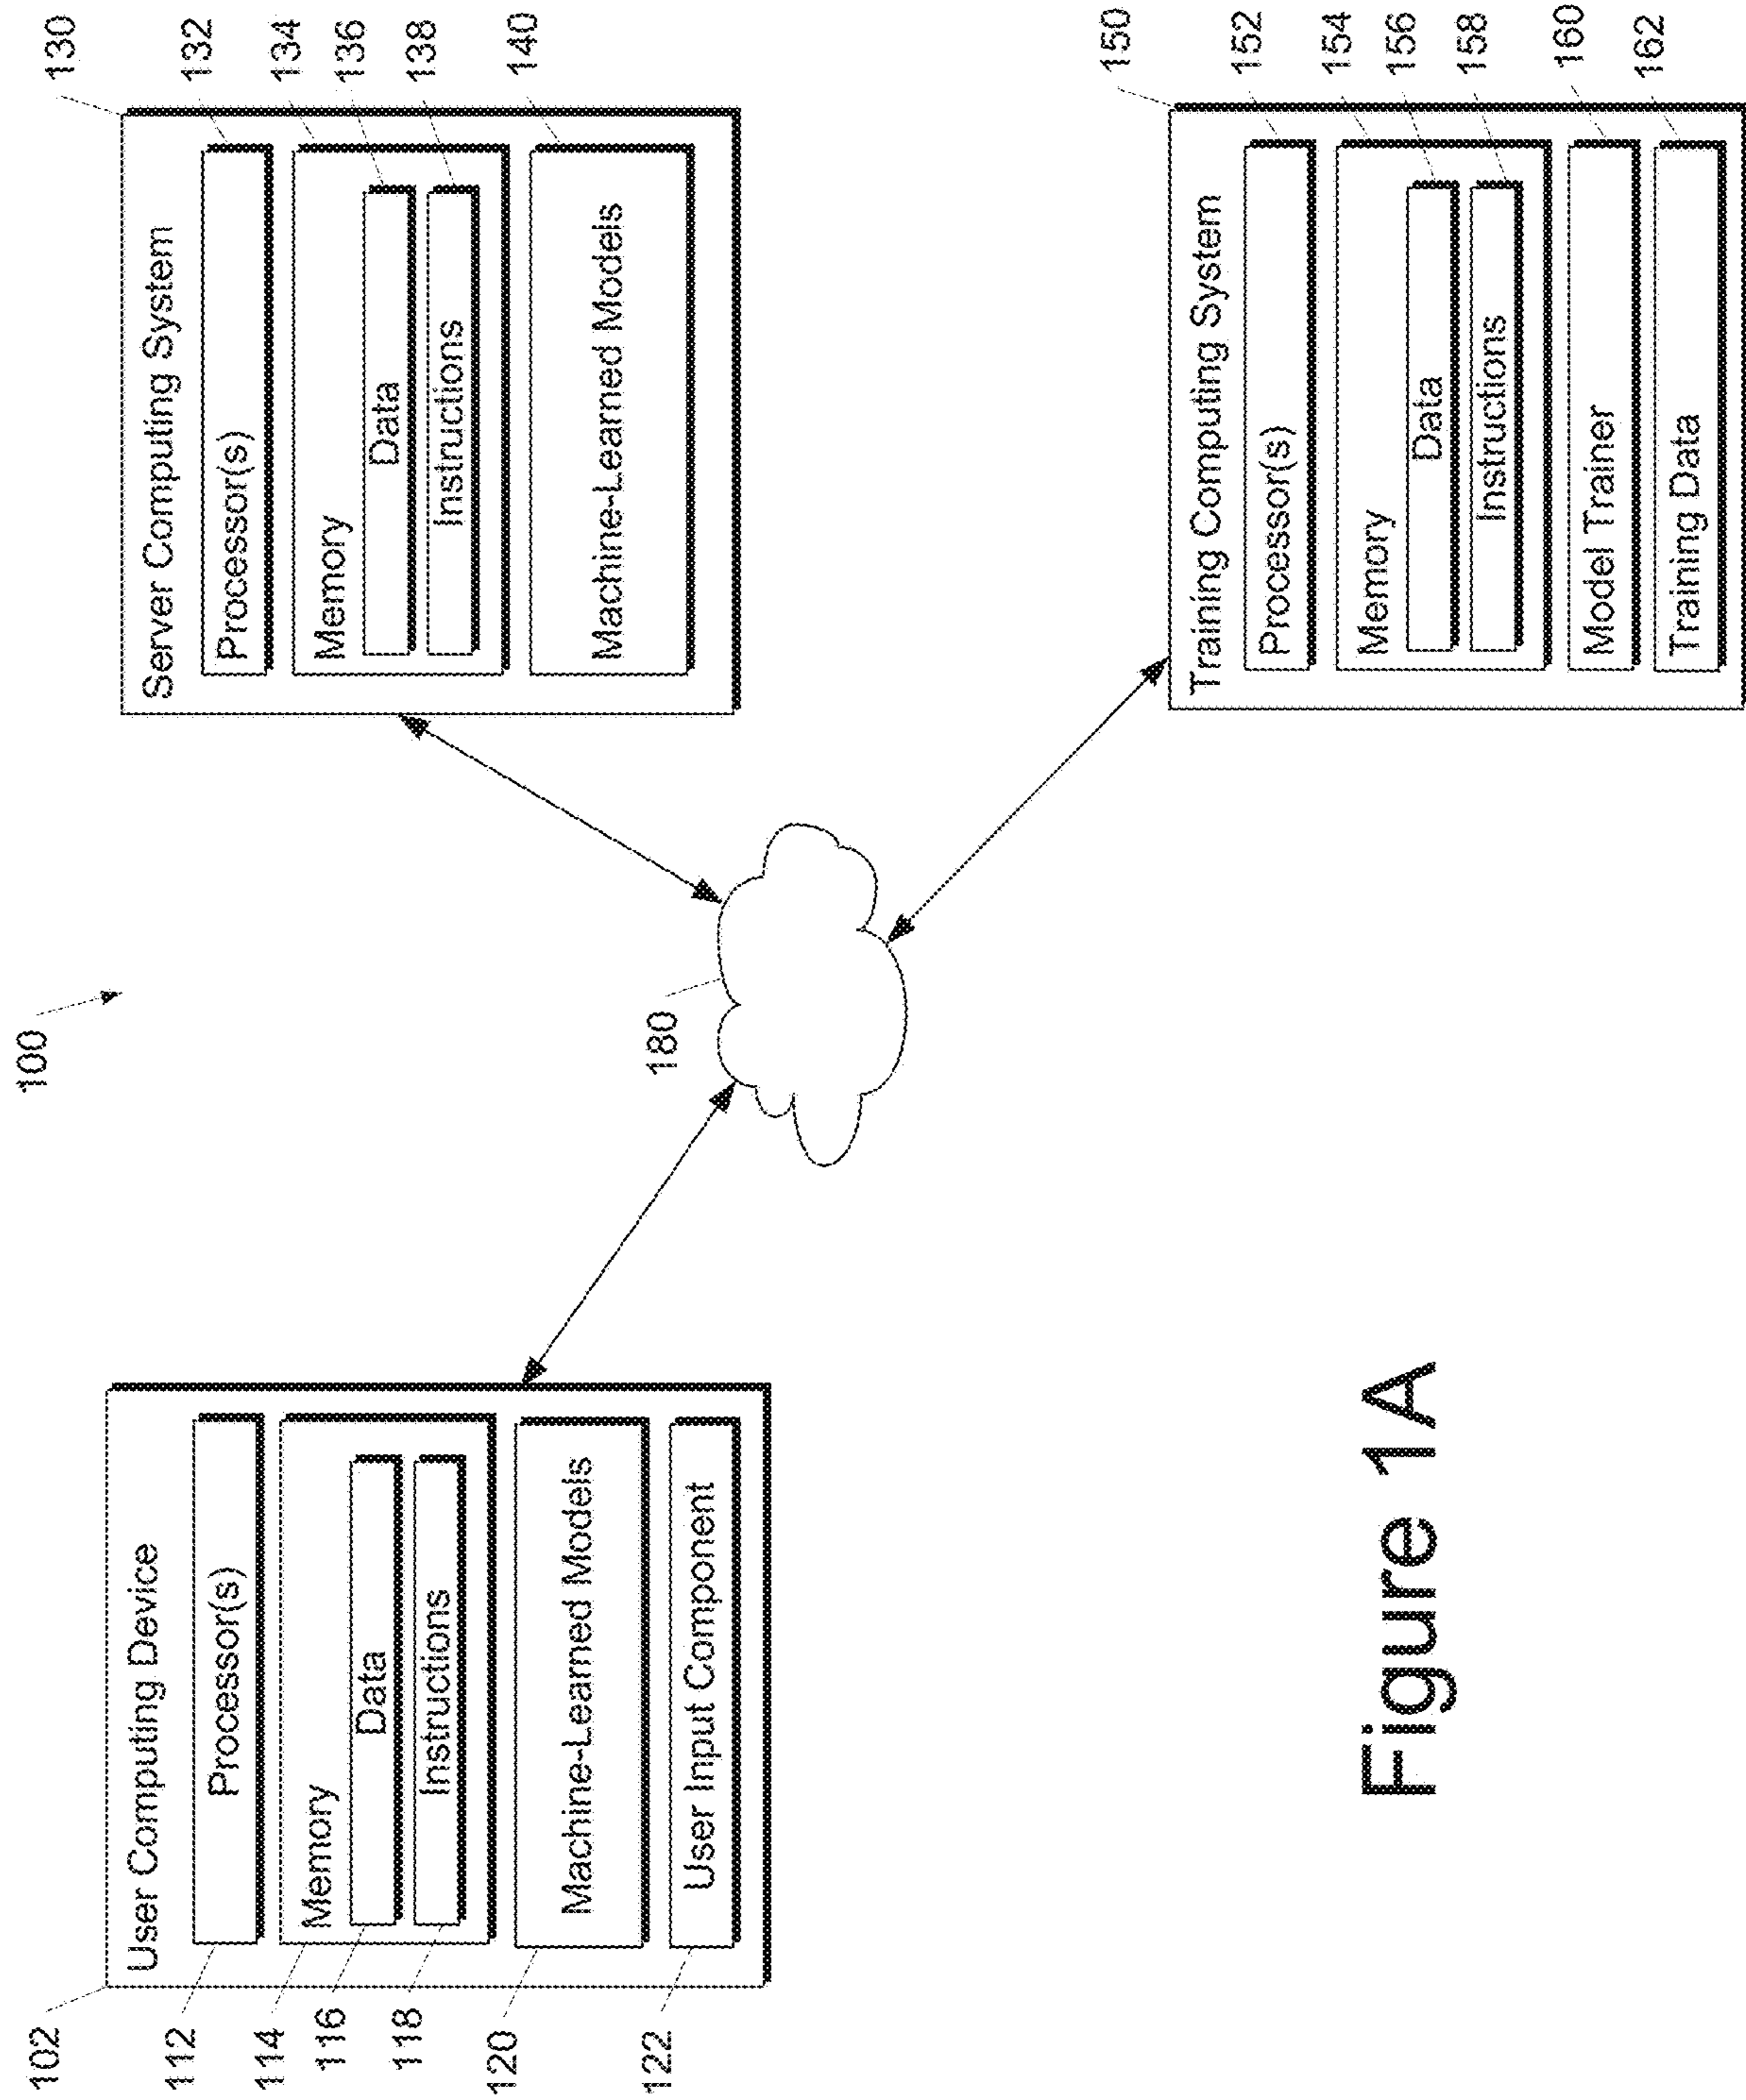 100
102
User Computing Device
112
Processor(s)
114
Memory
116
Data
118
Instructions
120
Machine-Learned Models
122
User Input Component
180
130
Server Computing System
132
Processor(s)
134
Memory
136
Data
138
Instructions
140
Machine-Learned Models
150
Training Computing System
152
Processor(s)
154
Memory
156
Data
158
Instructions
160
Model Trainer
162
Training Data
Figure 1A